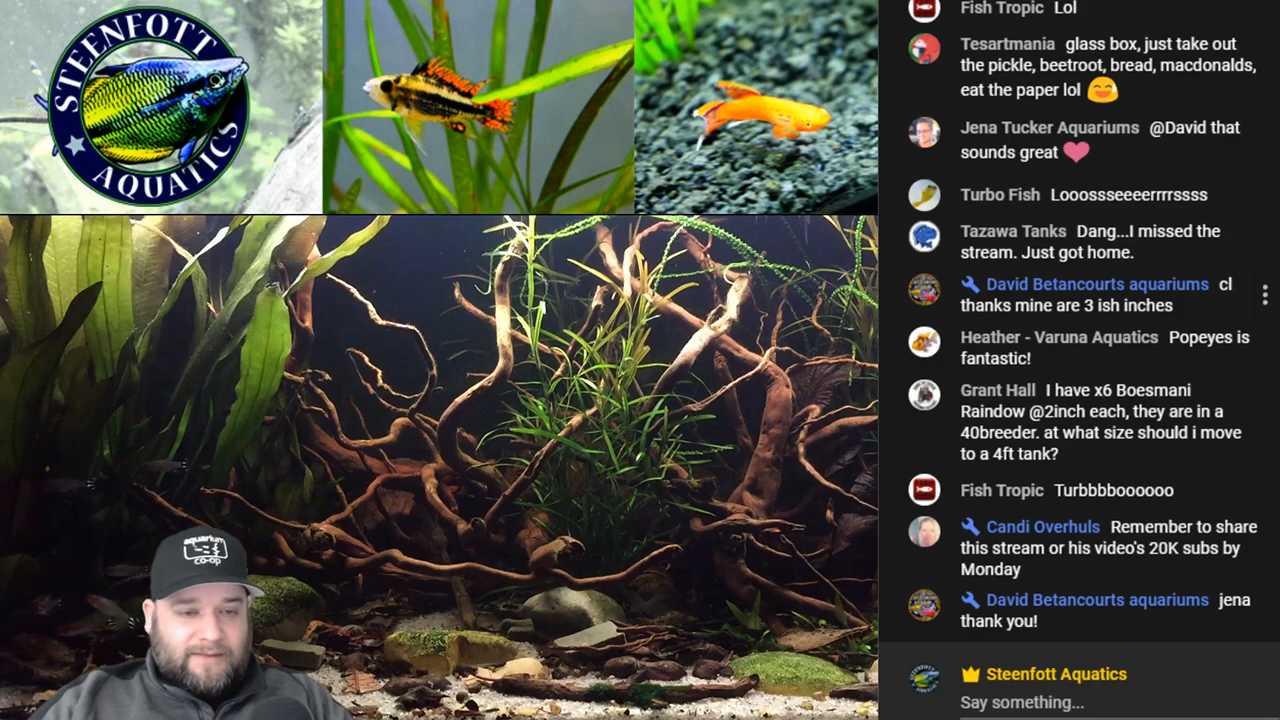 STEENFOTT
AQUATICS
aquarium
co-op
Fish Tropic Lol
Tesartmania glass box, just take out
the pickle, beetroot, bread, macdonalds,
eat the paper lol 😅
Jena Tucker Aquariums @David that
sounds great ❤
Turbo Fish Looossseeeerrrrssss
Tazawa Tanks Dang...I missed the
stream. Just got home.
David Betancourts aquariums cl
thanks mine are 3 ish inches
Heather - Varuna Aquatics Popeyes is
fantastic!
Grant Hall I have x6 Boesmani
Raindow @2inch each, they are in a
40breeder. at what size should i move
to a 4ft tank?
Fish Tropic Turbbbboooooo
Candi Overhuls Remember to share
this stream or his video's 20K subs by
Monday
David Betancourts aquariums jena
thank you!
Steenfott Aquatics
Say something...